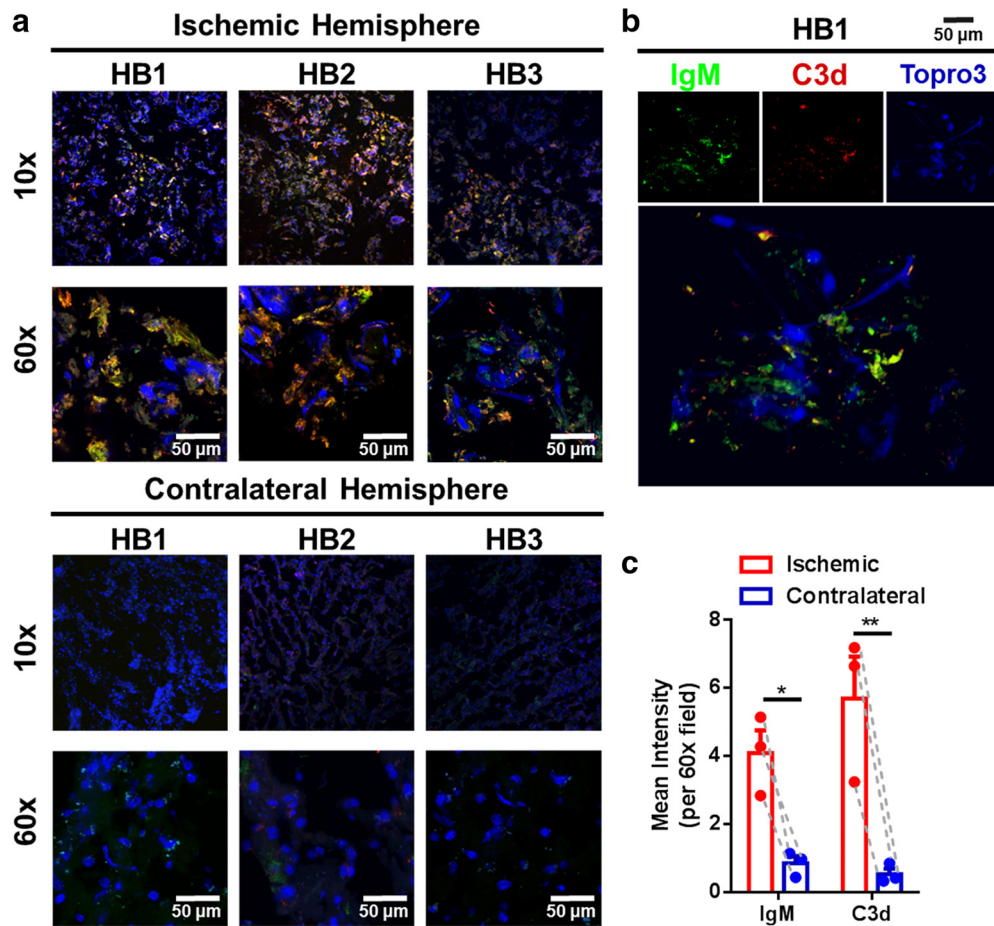 a
Ischemic Hemisphere
HB1 HB2 HB3
10x
60x
50 µm 50 µm 50 µm
Contralateral Hemisphere
HB1 HB2 HB3
10x
60x
50 µm 50 µm 50 µm
b
50 µm
HB1
IgM C3d Topro3
c
Ischemic
Contralateral
Mean Intensity
(per 60x field)
8
6
4
2
0
*
**
IgM C3d